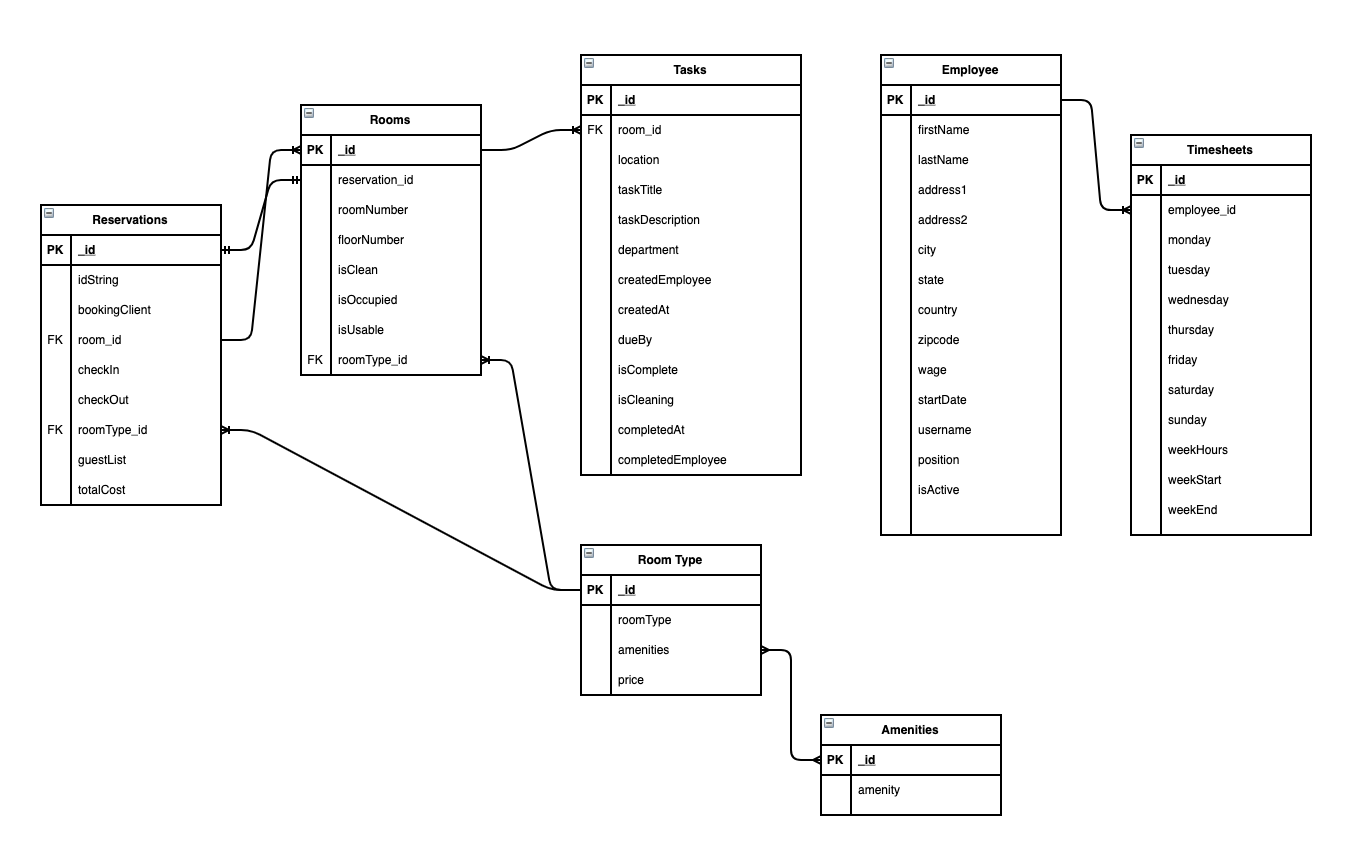 Tasks
PK _id
FK room_id
location
taskTitle
taskDescription
department
createdEmployee
createdAt
dueBy
isComplete
isCleaning
completedAt
completedEmployee
Employee
PK _id
firstName
lastName
address1
address2
city
state
country
zipcode
wage
startDate
username
position
isActive
Rooms
PK _id
reservation_id
roomNumber
floorNumber
isClean
isOccupied
isUsable
FK roomType_id
Timesheets
PK _id
employee_id
monday
tuesday
wednesday
thursday
friday
saturday
sunday
weekHours
weekStart
weekEnd
Reservations
PK _id
idString
bookingClient
FK room_id
checkIn
checkOut
FK roomType_id
guestList
totalCost
Room Type
PK _id
roomType
amenities
price
Amenities
PK _id
amenity